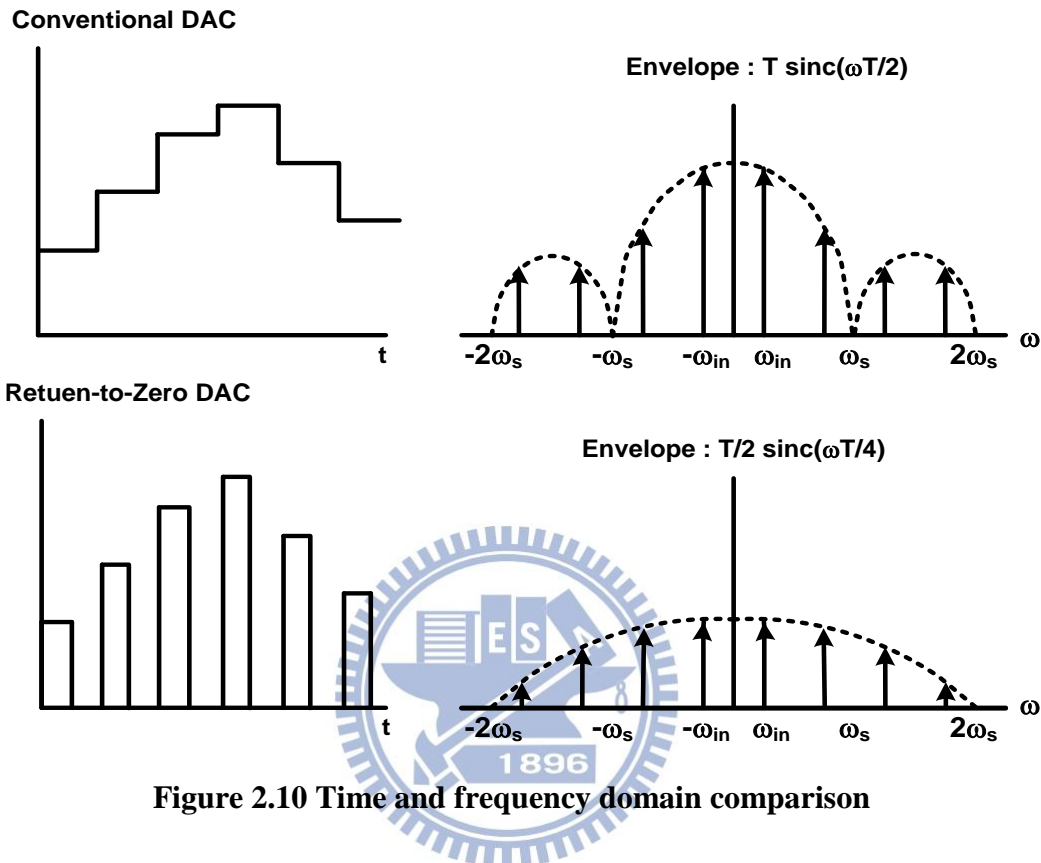 Conventional DAC
Envelope : T sinc(ωT/2)
t
-2ωs -ωs -ωin ωin ωs 2ωs ω
Retuen-to-Zero DAC
Envelope : T/2 sinc(ωT/4)
ES
1896
t
-2ωs -ωs -ωin ωin ωs 2ωs ω
Figure 2.10 Time and frequency domain comparison